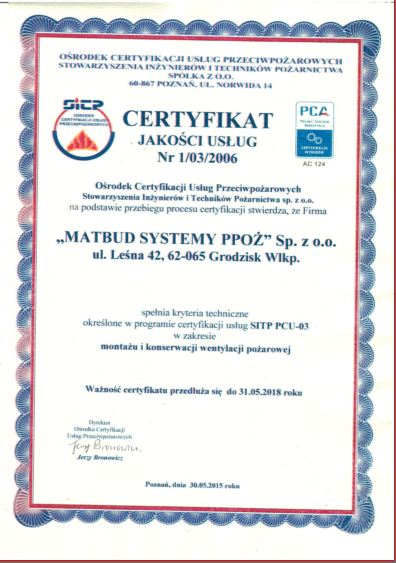 OŚRODEK CERTYFIKACJI USŁUG PRZECIWPOŻAROWYCH
STOWARZYSZENIA INŻYNIERÓW I TECHNIKÓW POŻARNICTWA
SPÓŁKA Z O.O.
60-867 POZNAŃ, UL. NORWIDA 14
SITP
OŚRODEK
CERTYFIKACJI USŁUG
PRZECIWPOŻAROWYCH
PCA
POLSKIE CENTRUM
AKREDYTACJI
CERTYFIKACJA
WYROBÓW
AC 124
CERTYFIKAT
JAKOŚCI USŁUG
Nr 1/03/2006
Ośrodek Certyfikacji Usług Przeciwpożarowych
Stowarzyszenia Inżynierów i Techników Pożarnictwa sp. z o.o.
na podstawie przebiegu procesu certyfikacji stwierdza, że Firma
„MATBUD SYSTEMY PPOŻ” Sp. z o.o.
ul. Leśna 42, 62-065 Grodzisk Wlkp.
spełnia kryteria techniczne
określone w programie certyfikacji usług SITP PCU-03
w zakresie
montażu i konserwacji wentylacji pożarowej
Ważność certyfikatu przedłuża się do 31.05.2018 roku
Dyrektor
Ośrodka Certyfikacji
Usług Przeciwpożarowych
Jerzy Bronowicz
Poznań, dnia 30.05.2015 roku